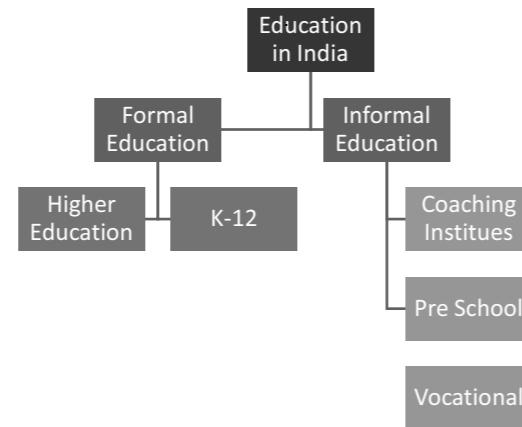 Education
in India
Formal
Education
Informal
Education
Higher
Education
K-12
Coaching
Institues
Pre School
Vocational